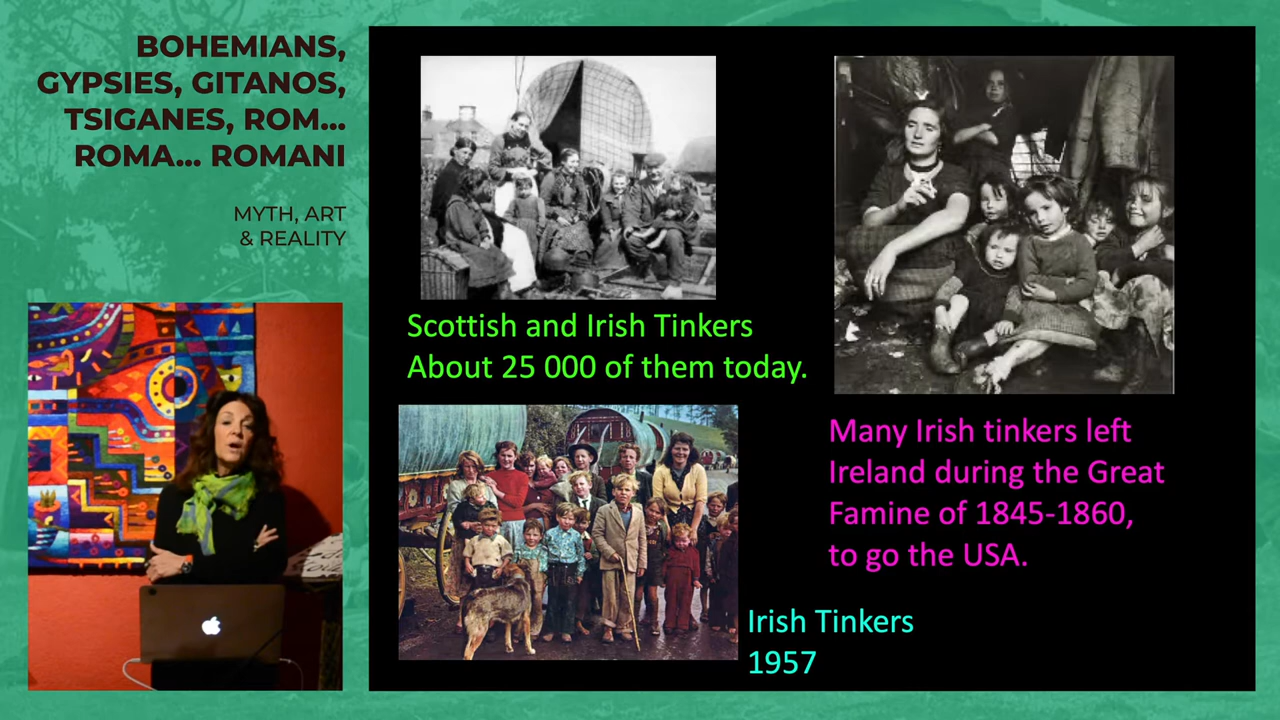 BOHEMIANS,
GYPSIES, GITANOS,
TSIGANES, ROM...
ROMA... ROMANI
MYTH, ART
& REALITY
Scottish and Irish Tinkers
About 25 000 of them today.
Many Irish tinkers left
Ireland during the Great
Famine of 1845-1860,
to go the USA.
Irish Tinkers
1957